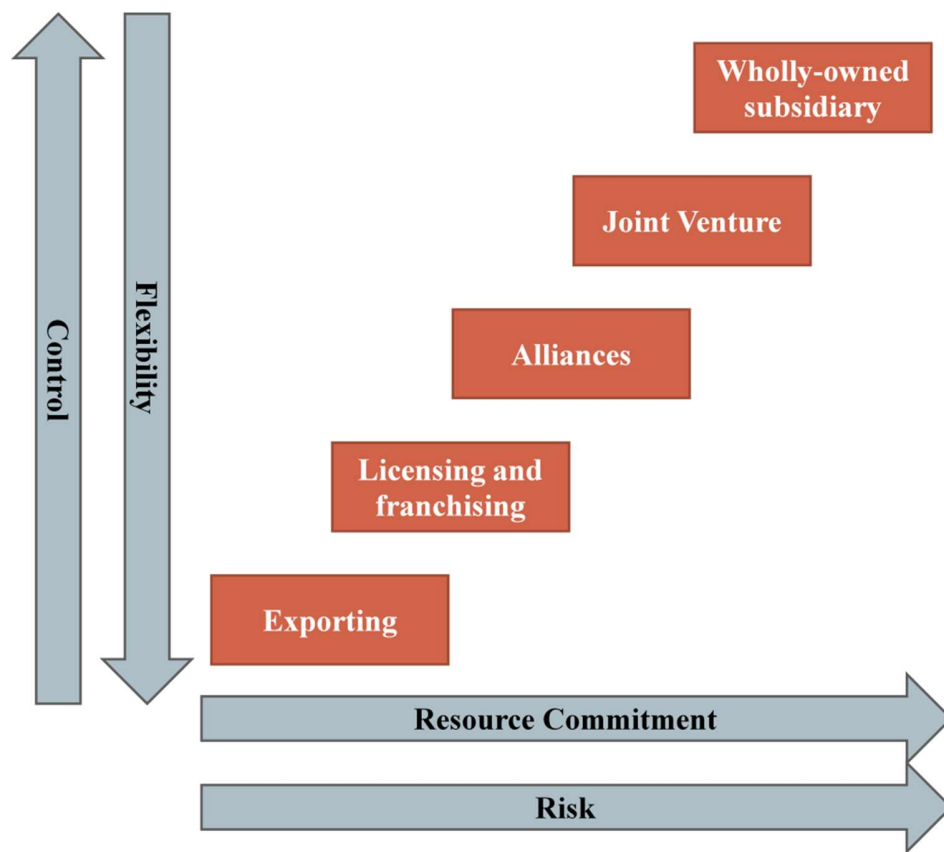 Wholly-owned
subsidiary
Joint Venture
Alliances
Licensing and
franchising
Exporting
Control
Flexibility
Resource Commitment
Risk